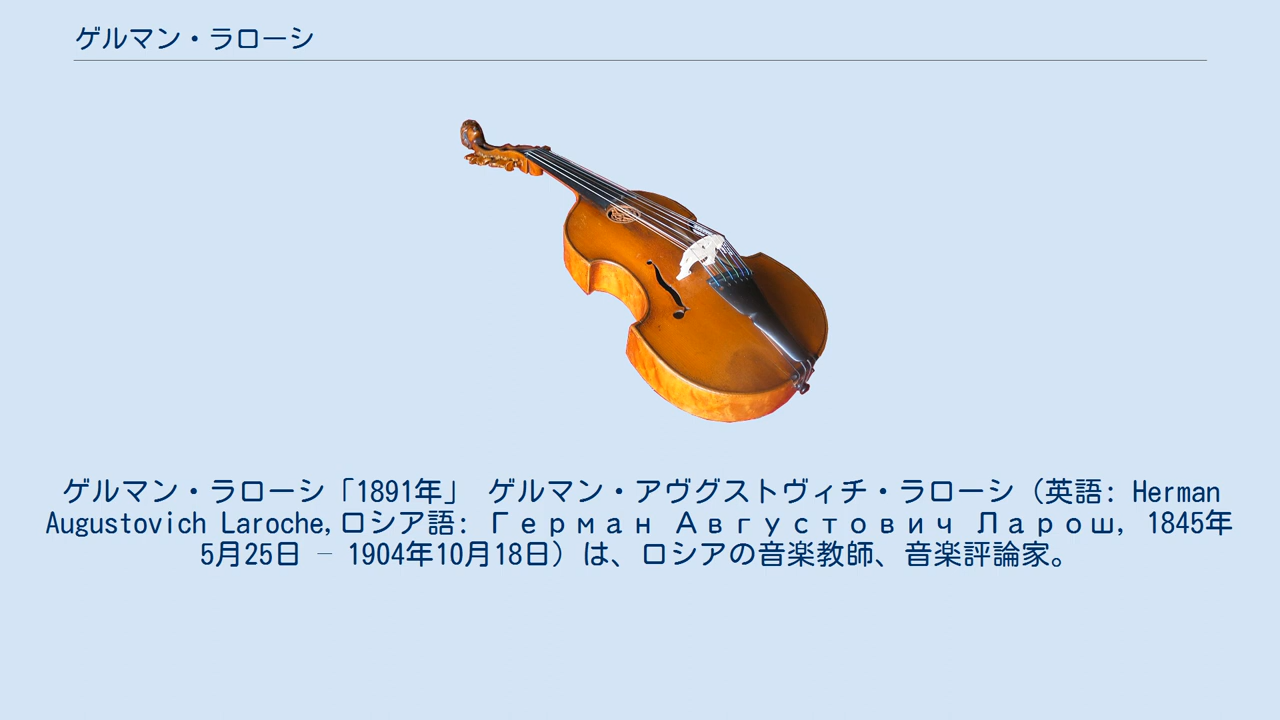 ゲルマン・ラローシ
ゲルマン・ラローシ「1891年」 ゲルマン・アヴグストヴィチ・ラローシ（英語: Herman
Augustovich Laroche,ロシア語: Герман Августович Ларош, 1845年
5月25日 – 1904年10月18日）は、ロシアの音楽教師、音楽評論家。